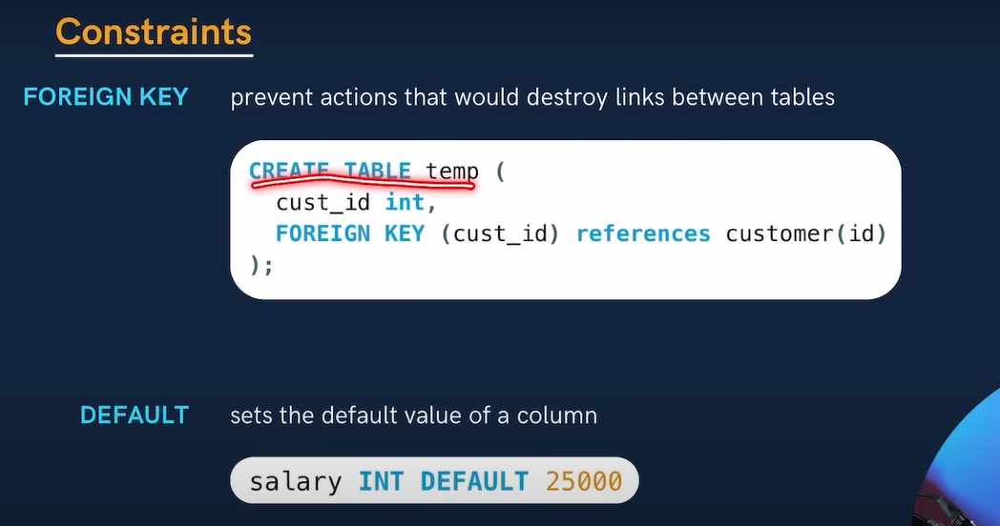 Constraints
FOREIGN KEY prevent actions that would destroy links between tables
CREATE TABLE temp (
cust_id int,
FOREIGN KEY (cust_id) references customer(id)
);
DEFAULT sets the default value of a column
salary INT DEFAULT 25000